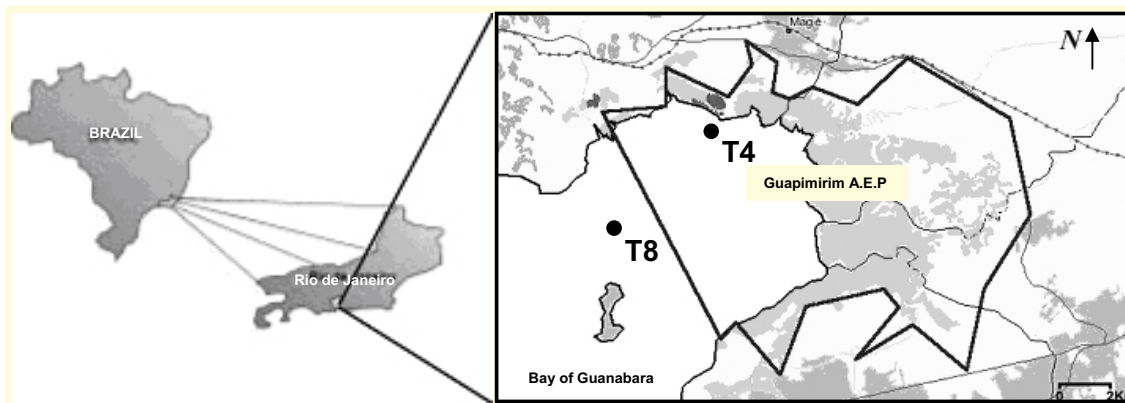 BRAZIL
Rio de Janeiro
Magé
N
T4
Guapimirim A.E.P
T8
Bay of Guanabara
0 2K